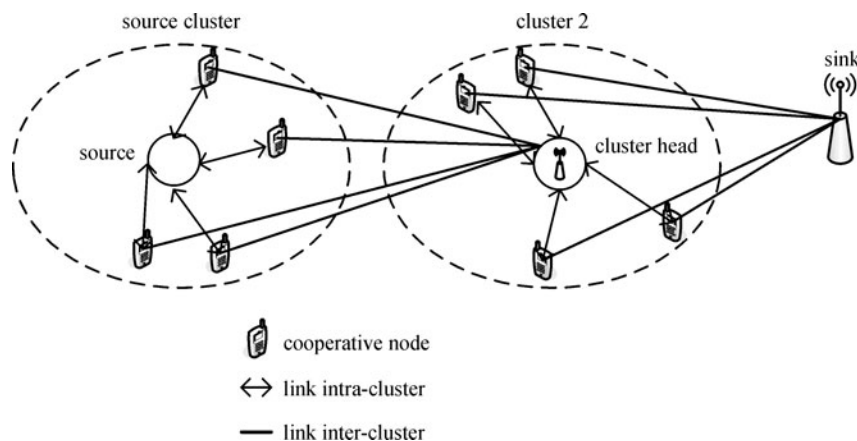 source cluster
cluster 2
sink
source
cluster head
cooperative node
link intra-cluster
link inter-cluster